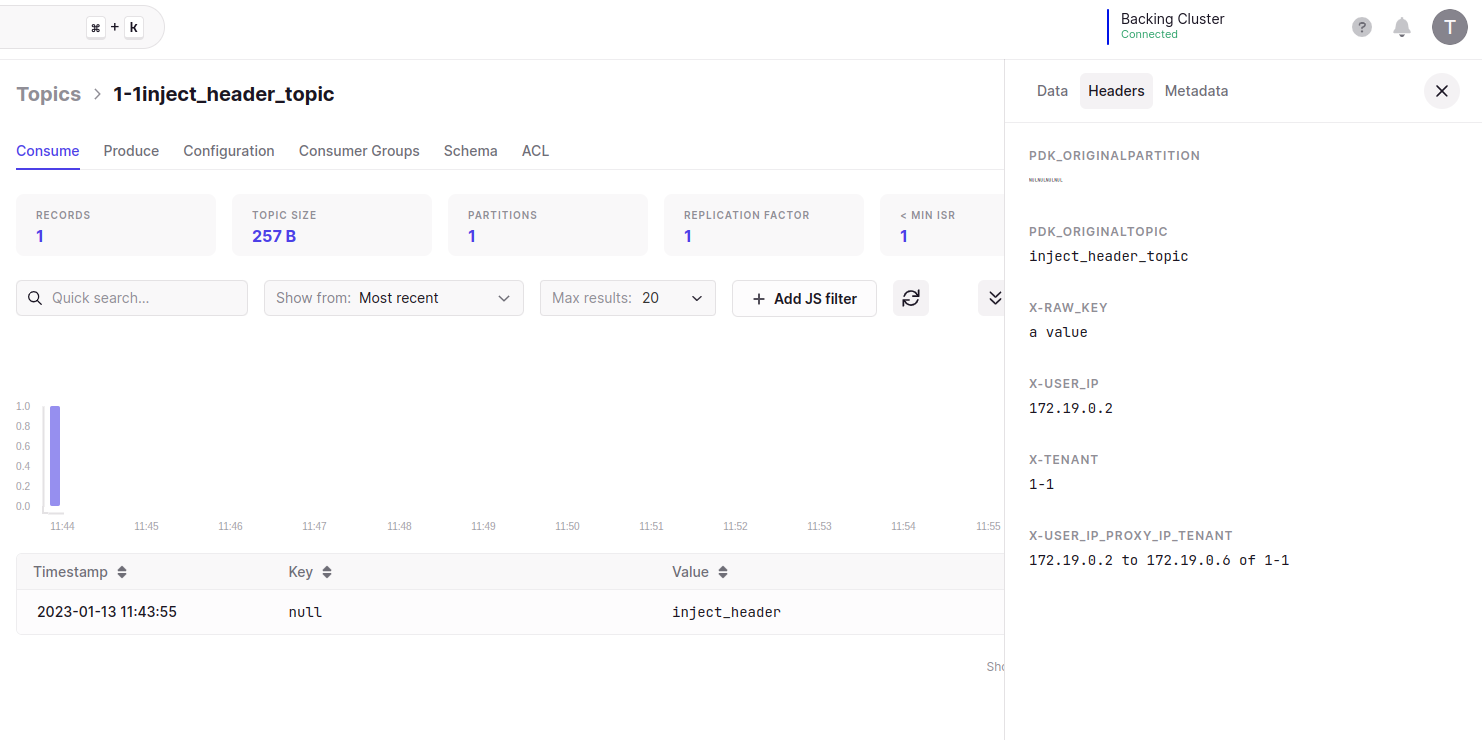 ⌘ + k
Backing Cluster
Connected
?
T
Topics > 1-1inject_header_topic
Consume Produce Configuration Consumer Groups Schema ACL
RECORDS
1
TOPIC SIZE
257 B
PARTITIONS
1
REPLICATION FACTOR
1
< MIN ISR
1
Quick search...
Show from: Most recent
Max results: 20
+ Add JS filter
1.0
0.8
0.6
0.4
0.2
0.0
11:44 11:45 11:46 11:47 11:48 11:49 11:50 11:51 11:52 11:53 11:54 11:55
Timestamp Key Value
2023-01-13 11:43:55 null inject_header
Sho
Data Headers Metadata
PDK_ORIGINALPARTITION
NULNULNULNUL
PDK_ORIGINALTOPIC
inject_header_topic
X-RAW_KEY
a value
X-USER_IP
172.19.0.2
X-TENANT
1-1
X-USER_IP_PROXY_IP_TENANT
172.19.0.2 to 172.19.0.6 of 1-1